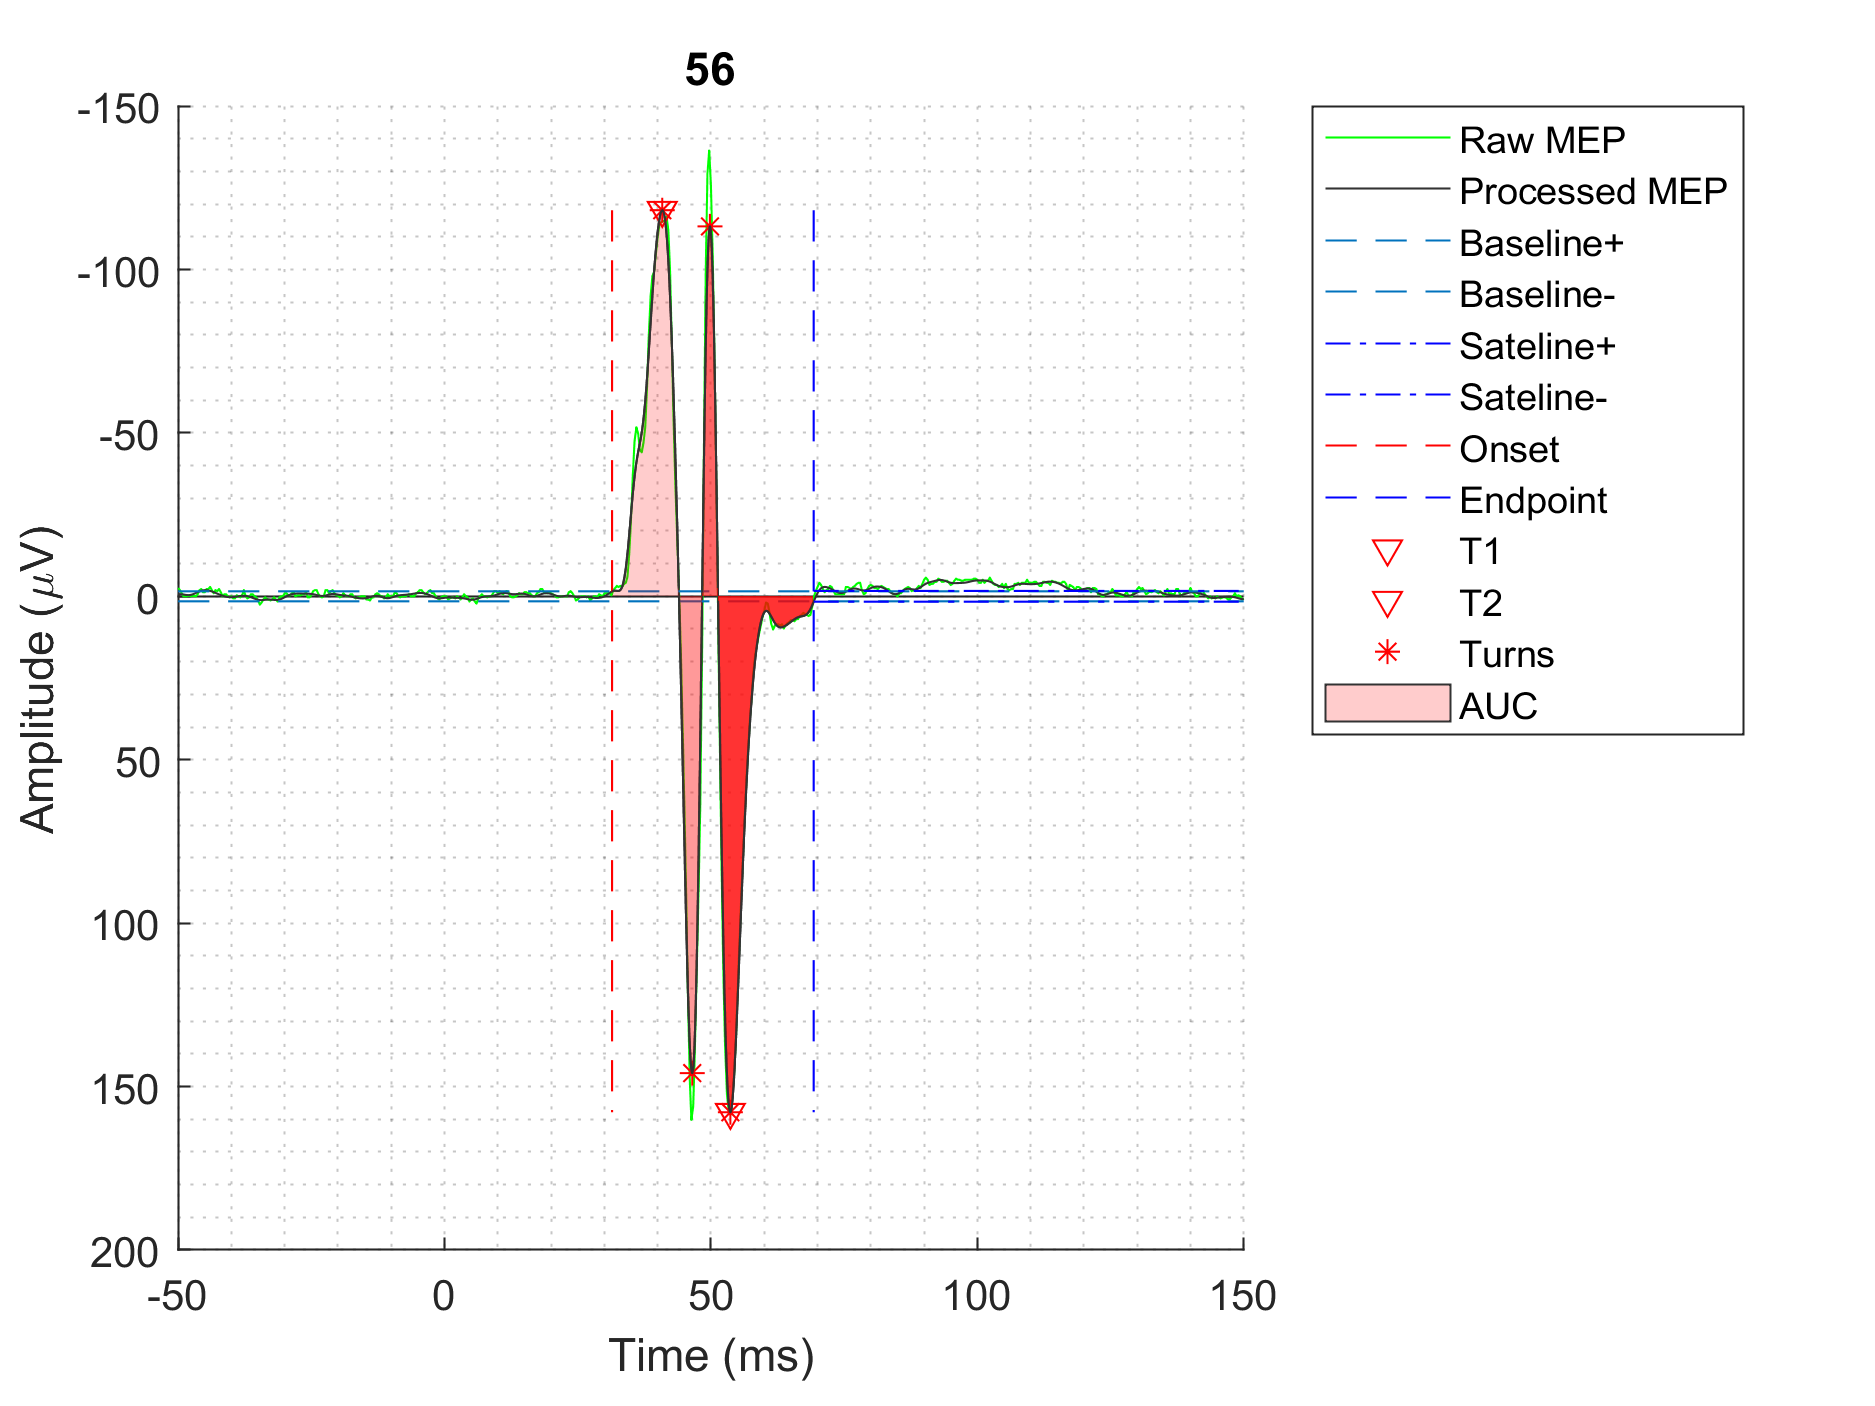 56
-150
-100
-50
0
50
100
150
200
Amplitude (μV)
-50 0 50 100 150
Time (ms)
Raw MEP
Processed MEP
Baseline+
Baseline-
Sateline+
Sateline-
Onset
Endpoint
T1
T2
Turns
AUC